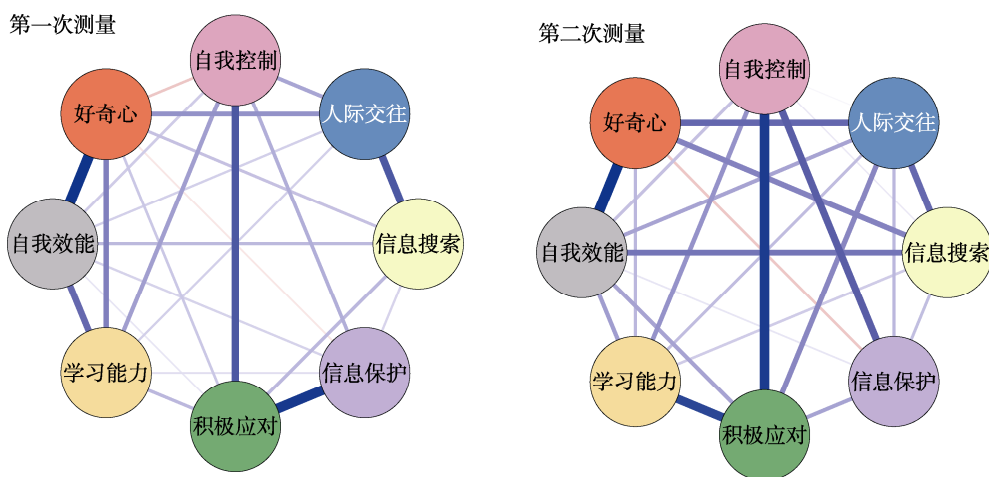 第一次测量
自我控制
好奇心
人际交往
自我效能
信息搜索
学习能力
信息保护
积极应对
第二次测量
自我控制
好奇心
人际交往
自我效能
信息搜索
学习能力
信息保护
积极应对